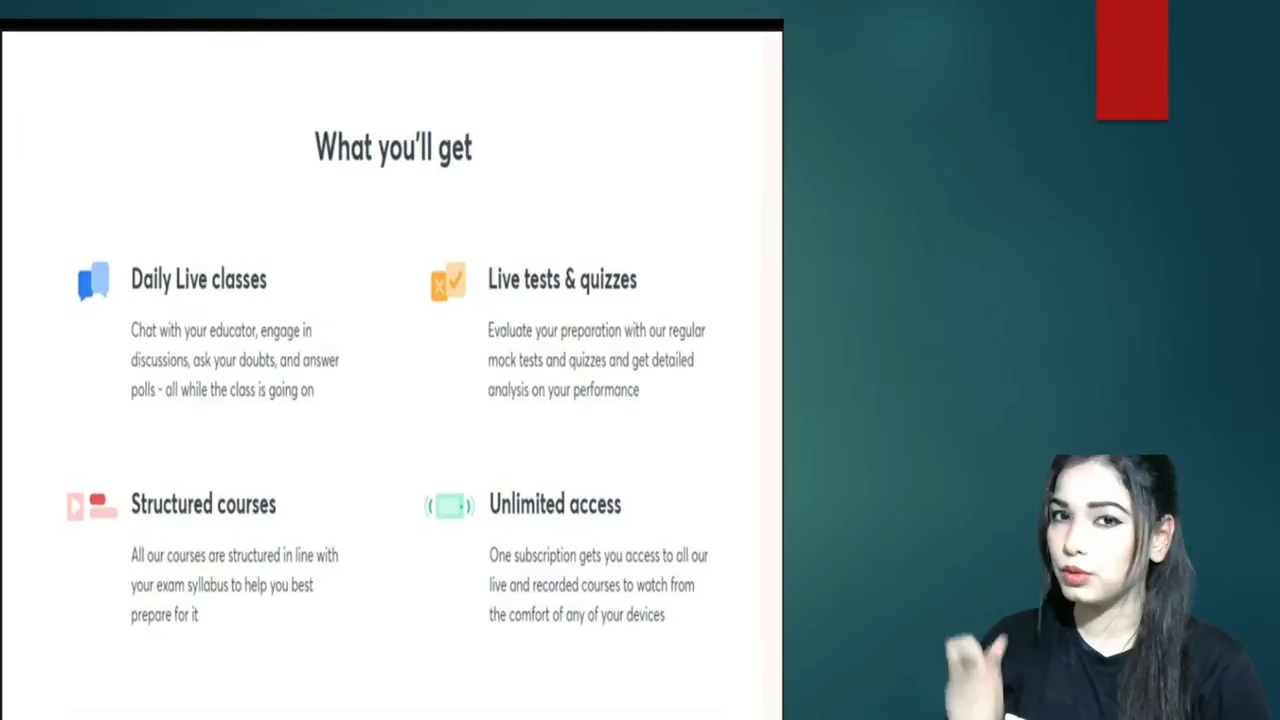 What you'll get
Daily Live classes
Chat with your educator, engage in
discussions, ask your doubts, and answer
polls - all while the class is going on
Live tests & quizzes
Evaluate your preparation with our regular
mock tests and quizzes and get detailed
analysis on your performance
Structured courses
All our courses are structured in line with
your exam syllabus to help you best
prepare for it
Unlimited access
One subscription gets you access to all our
live and recorded courses to watch from
the comfort of any of your devices